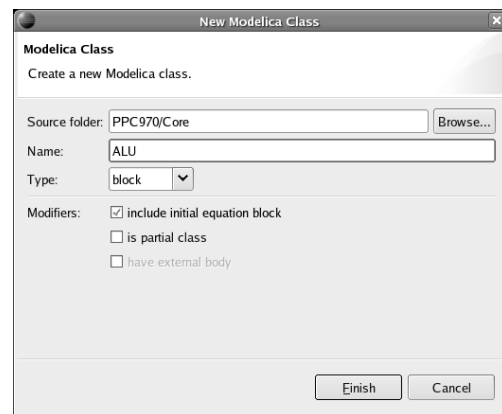 New Modelica Class
Modelica Class
Create a new Modelica class.
Source folder: PPC970/Core Browse...
Name: ALU
Type: block
Modifiers: include initial equation block
is partial class
have external body
Finish Cancel